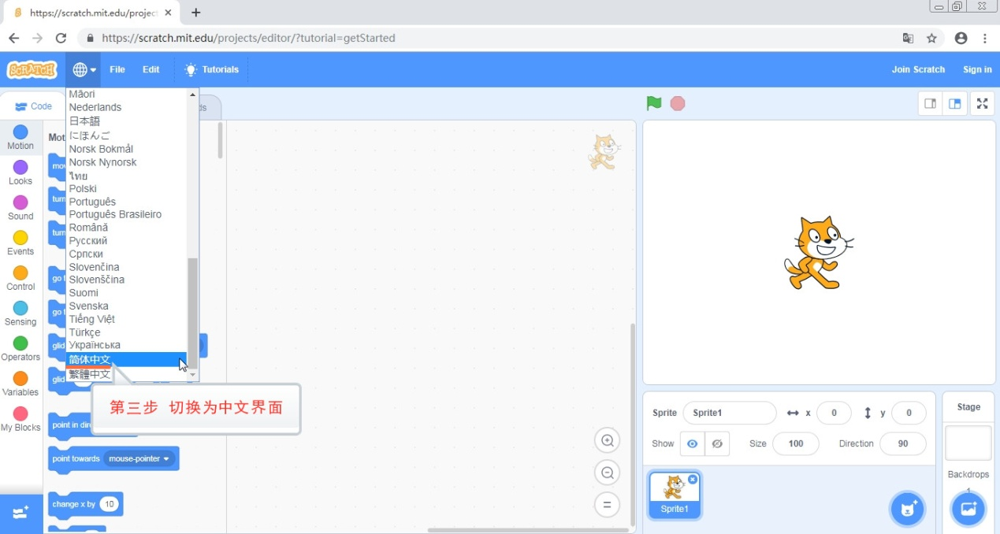 https://scratch.mit.edu/projec
https://scratch.mit.edu/projects/editor/?tutorial=getStarted
SCRATCH
File
Edit
Tutorials
Join Scratch
Sign in
Code
Motion
Looks
Sound
Events
Control
Sensing
Operators
Variables
My Blocks
Māori
Nederlands
日本語
にほんご
Norsk Bokmål
Norsk Nynorsk
ไทย
Polski
Português
Português Brasileiro
Română
Русский
Српски
Slovenčina
Slovenščina
Suomi
Svenska
Tiếng Việt
Türkçe
Українська
简体中文
繁體中文
第三步 切换为中文界面
point towards mouse-pointer
change x by 10
Sprite Sprite1 x 0 y 0
Show Size 100 Direction 90
Sprite1
Stage
Backdrops
1